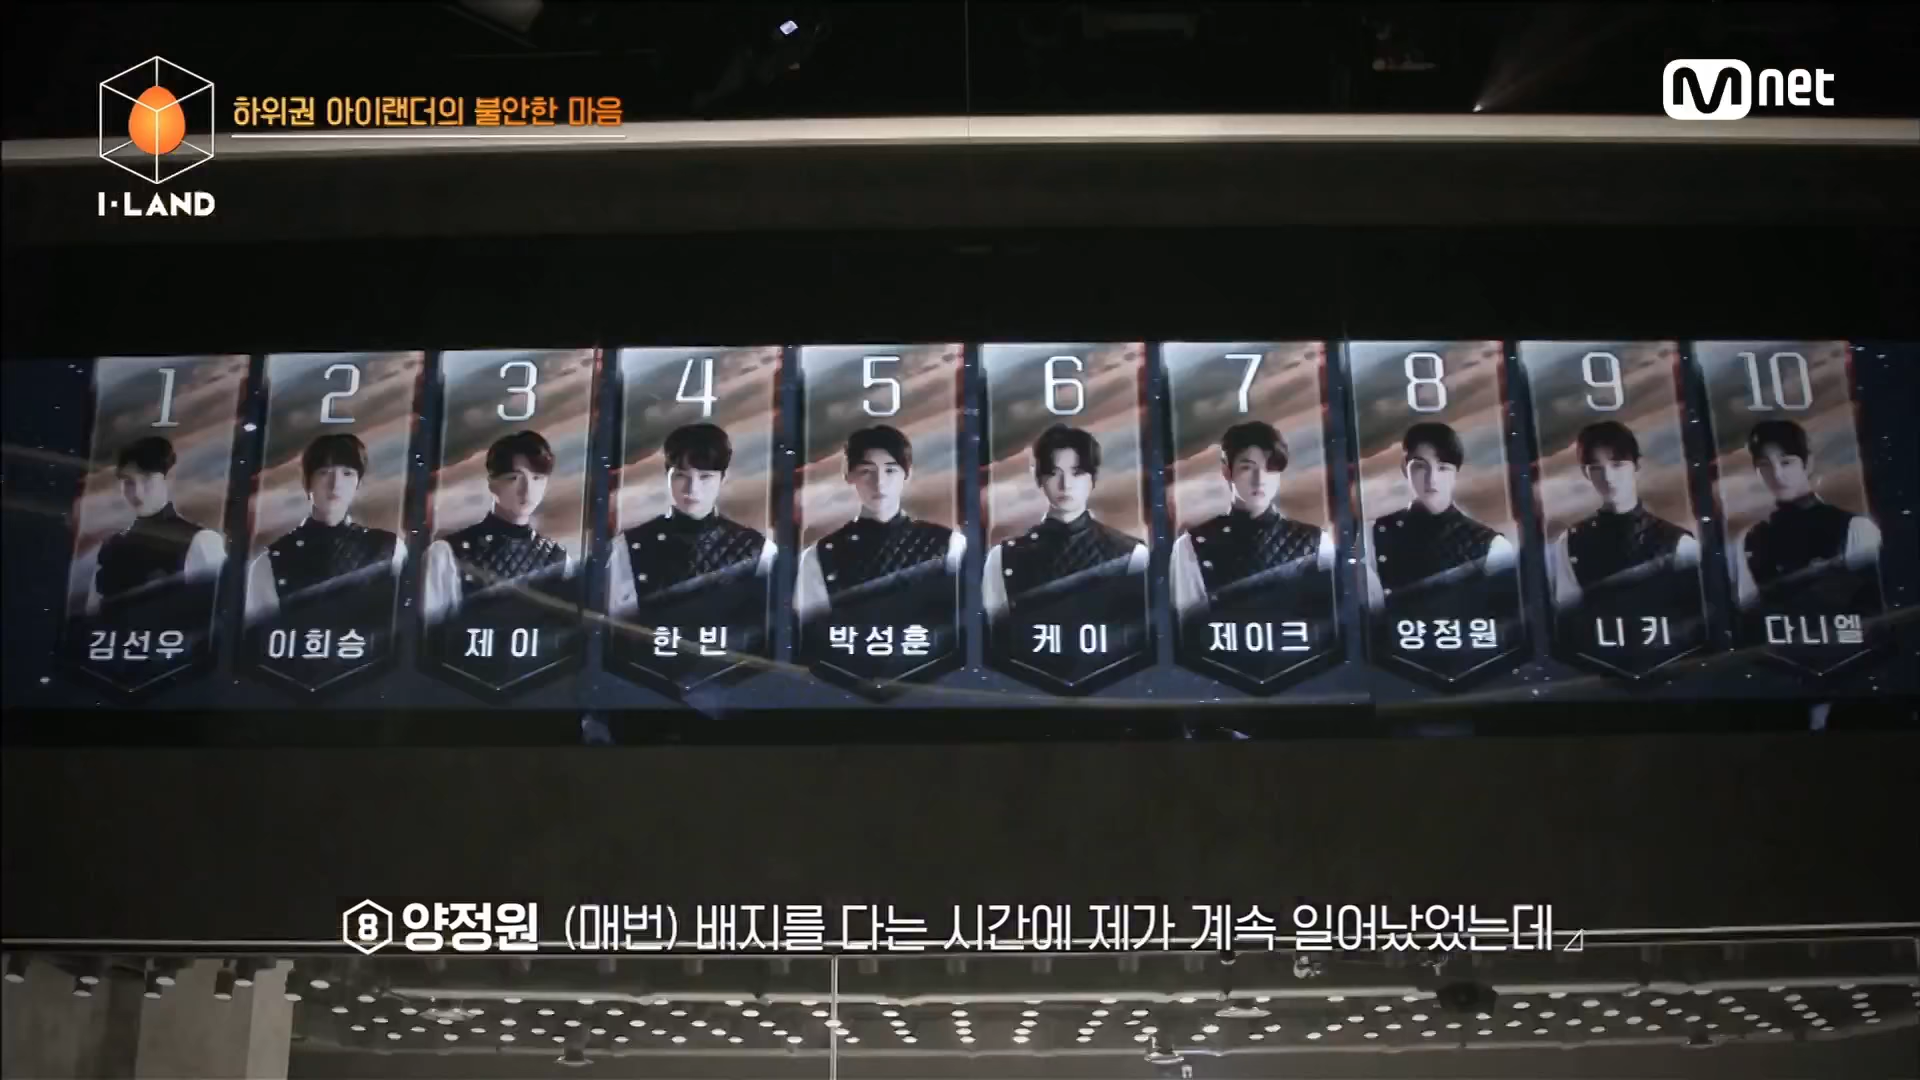 하위권 아이랜더의 불안한 마음
I·LAND
Mnet
1 2 3 4 5 6 7 8 9 10
김선우 이희승 제이 한빈 박성훈 케이 제이크 양정원 니키 다니엘
8 양정원 (매번) 배지를 다는 시간에 제가 계속 일어났었는데